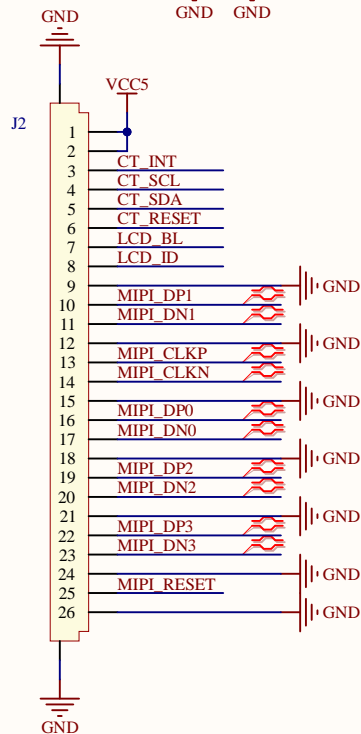 GND GND
GND
VCC5
J2
1
2
3 CT_INT
4 CT_SCL
5 CT_SDA
6 CT_RESET
7 LCD_BL
8 LCD_ID
9 GND
10 MIPI_DP1
11 MIPI_DN1
12 GND
13 MIPI_CLKP
14 MIPI_CLKN
15 GND
16 MIPI_DP0
17 MIPI_DN0
18 GND
19 MIPI_DP2
20 MIPI_DN2
21 GND
22 MIPI_DP3
23 MIPI_DN3
24 GND
25 MIPI_RESET
26 GND
GND